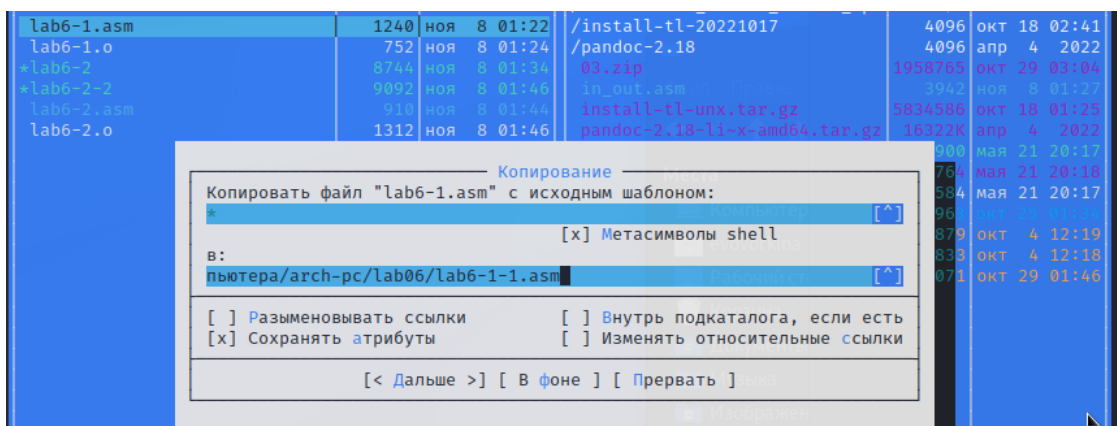 lab6-1.asm 1240 ноя 8 01:22 /install-tl-20221017 4096 окт 18 02:41
lab6-1.o 752 ноя 8 01:24 /pandoc-2.18 4096 апр 4 2022
*lab6-2 8744 ноя 8 01:34 03.zip 1958765 окт 29 03:04
*lab6-2-2 9092 ноя 8 01:46 in_out.asm 3942 ноя 8 01:27
lab6-2.asm 910 ноя 8 01:44 install-tl-unx.tar.gz 5834586 окт 18 01:25
lab6-2.o 1312 ноя 8 01:46 pandoc-2.18-li~x-amd64.tar.gz 16322K апр 4 2022
900 мая 21 20:17
Копирование
764 мая 21 20:18
Копировать файл "lab6-1.asm" с исходным шаблоном:
584 мая 21 20:17
* [^]
[x] Метасимволы shell
879 окт 4 12:19
в:
833 окт 4 12:18
пьютера/arch-pc/lab06/lab6-1-1.asm [^]
071 окт 29 01:46
[ ] Разыменовывать ссылки [ ] Внутрь подкаталога, если есть
[x] Сохранять атрибуты [ ] Изменять относительные ссылки
[< Дальше >] [ В фоне ] [ Прервать ]